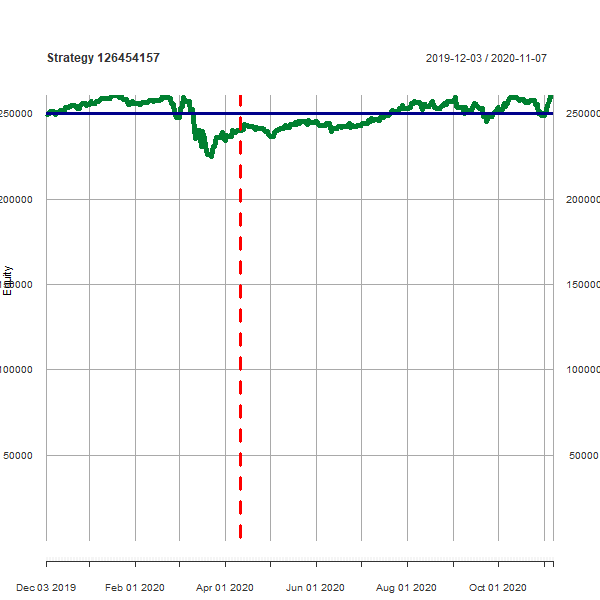 Strategy 126454157
2019-12-03 / 2020-11-07
250000
250000
200000
200000
Equity
150000
150000
100000
100000
50000
50000
Dec 03 2019
Feb 01 2020
Apr 01 2020
Jun 01 2020
Aug 01 2020
Oct 01 2020